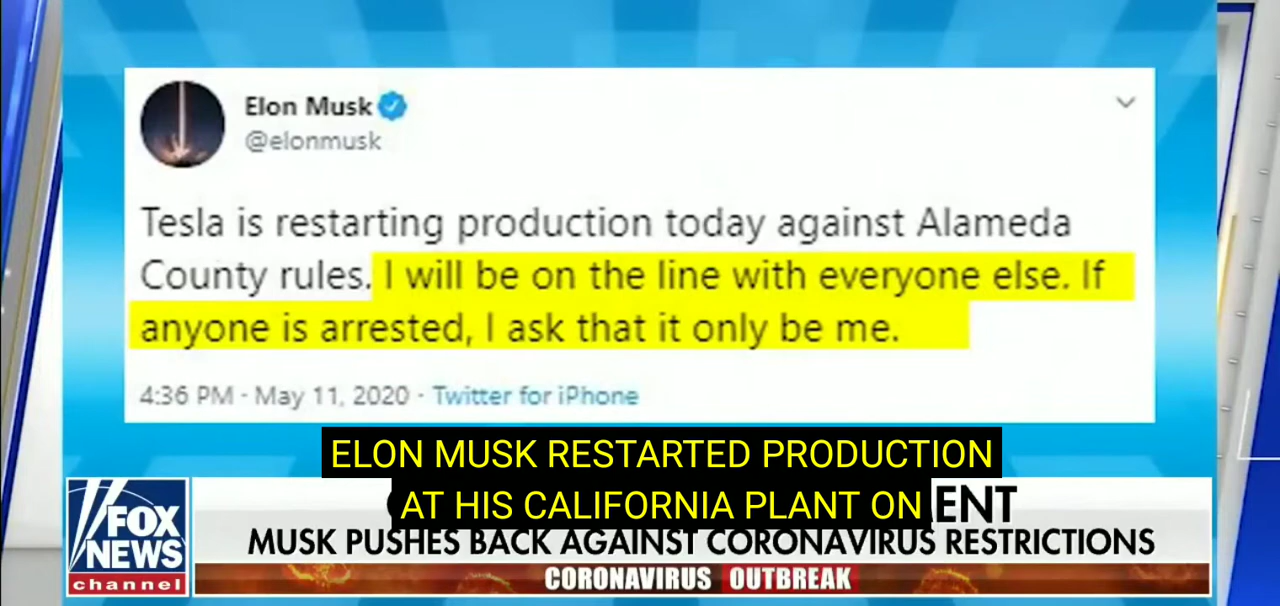 Elon Musk
@elonmusk
Tesla is restarting production today against Alameda
County rules. I will be on the line with everyone else. If
anyone is arrested, I ask that it only be me.
4:36 PM · May 11, 2020 · Twitter for iPhone
ELON MUSK RESTARTED PRODUCTION
AT HIS CALIFORNIA PLANT ON
ENT
MUSK PUSHES BACK AGAINST CORONAVIRUS RESTRICTIONS
CORONAVIRUS OUTBREAK
FOX
NEWS
channel